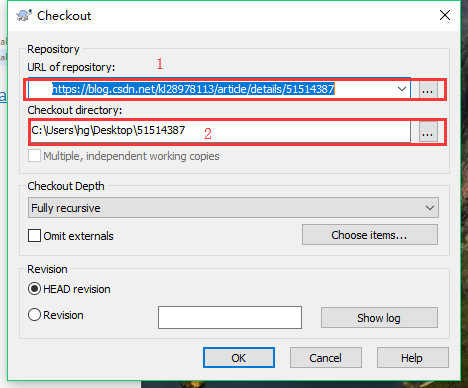 Checkout
Repository
URL of repository:
1
https://blog.csdn.net/kl28978113/article/details/51514387
...
Checkout directory:
C:\Users\hg\Desktop\51514387
2
...
Multiple, independent working copies
Checkout Depth
Fully recursive
Omit externals
Choose items...
Revision
HEAD revision
Revision
Show log
OK
Cancel
Help